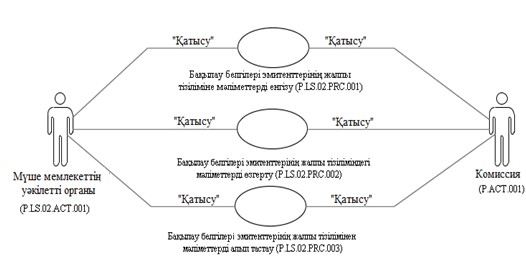 "Қатысу" "Қатысу"
Бақылау белгілері эмитенттерінің жалпы
тізіліміне мәліметтерді енгізу (P.LS.02.PRC.001)
"Қатысу" "Қатысу"
Бақылау белгілері эмитенттерінің жалпы тізіліміндегі
мәліметтерді өзгерту (P.LS.02.PRC.002)
Мүше мемлекеттің
уәкілетті органы
(P.LS.02.ACT.001)
Комиссия
(P.ACT.001)
"Қатысу" "Қатысу"
Бақылау белгілері эмитенттерінің жалпы тізілімінен
мәліметтерді алып тастау (P.LS.02.PRC.003)